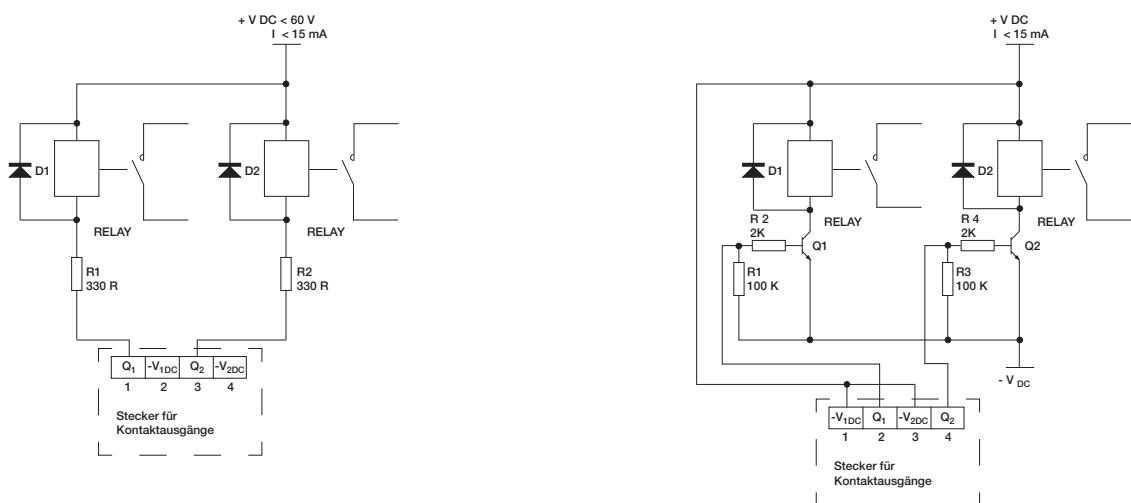 + V DC < 60 V
I < 15 mA
D1
D2
RELAY
RELAY
R1
330 R
R2
330 R
Q1 -V1DC Q2 -V2DC
1 2 3 4
Stecker für
Kontaktausgänge
+ V DC
I < 15 mA
D1
D2
RELAY
RELAY
R 2
2K
Q1
R 4
2K
Q2
R1
100 K
R3
100 K
- V DC
-V1DC Q1 -V2DC Q2
1 2 3 4
Stecker für
Kontaktausgänge